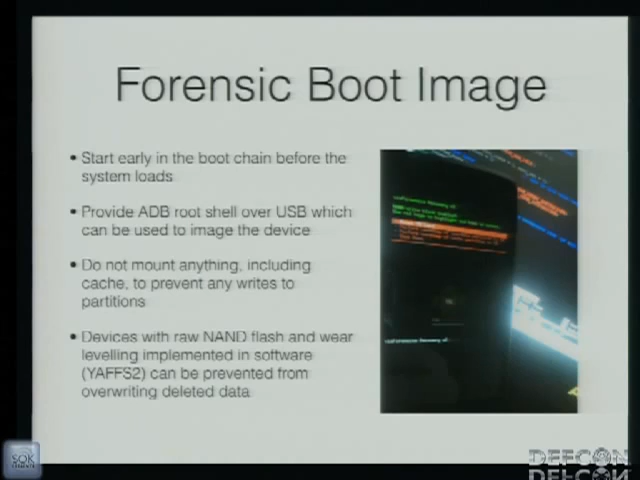 Forensic Boot Image
• Start early in the boot chain before the
system loads
• Provide ADB root shell over USB which
can be used to image the device
• Do not mount anything, including
cache, to prevent any writes to
partitions
• Devices with raw NAND flash and wear
levelling implemented in software
(YAFFS2) can be prevented from
overwriting deleted data
SOK
DEFCON
DEFCON